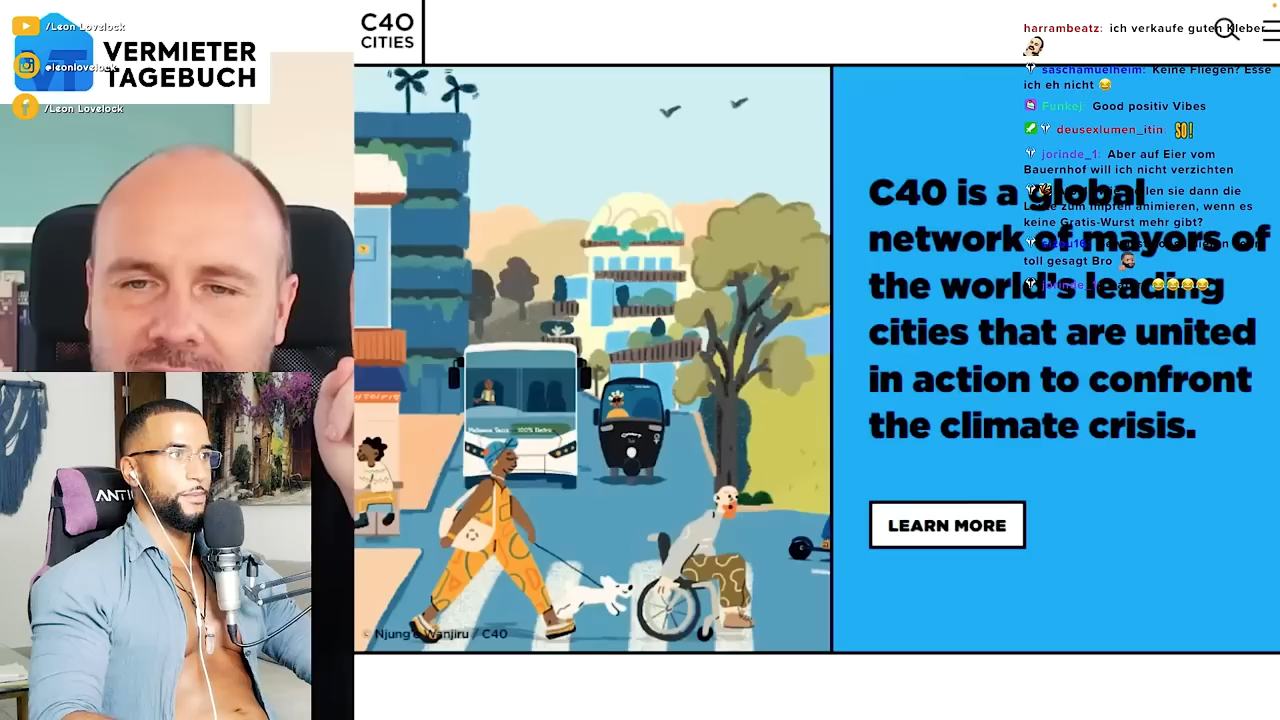 /Leon Lovelock
VERMIETER
TAGEBUCH
@leonlovelock
/Leon Lovelock
C40
CITIES
harrambeatz: ich verkaufe guten Kleber
saschamuelheim: Keine Fliegen? Esse
ich eh nicht 😂
Funkej: Good positiv Vibes
deusexlumen_itin: SO!
jorinde_1: Aber auf Eier vom
Bauernhof will ich nicht verzichten
sie dann die
zum impfen animieren, wenn es
keine Gratis-Wurst mehr gibt?
toll gesagt Bro
😂😂😂😂
C40 is a global
network of mayors of
the world's leading
cities that are united
in action to confront
the climate crisis.
LEARN MORE
100% Electric
ANTI
Wanjiru / C40